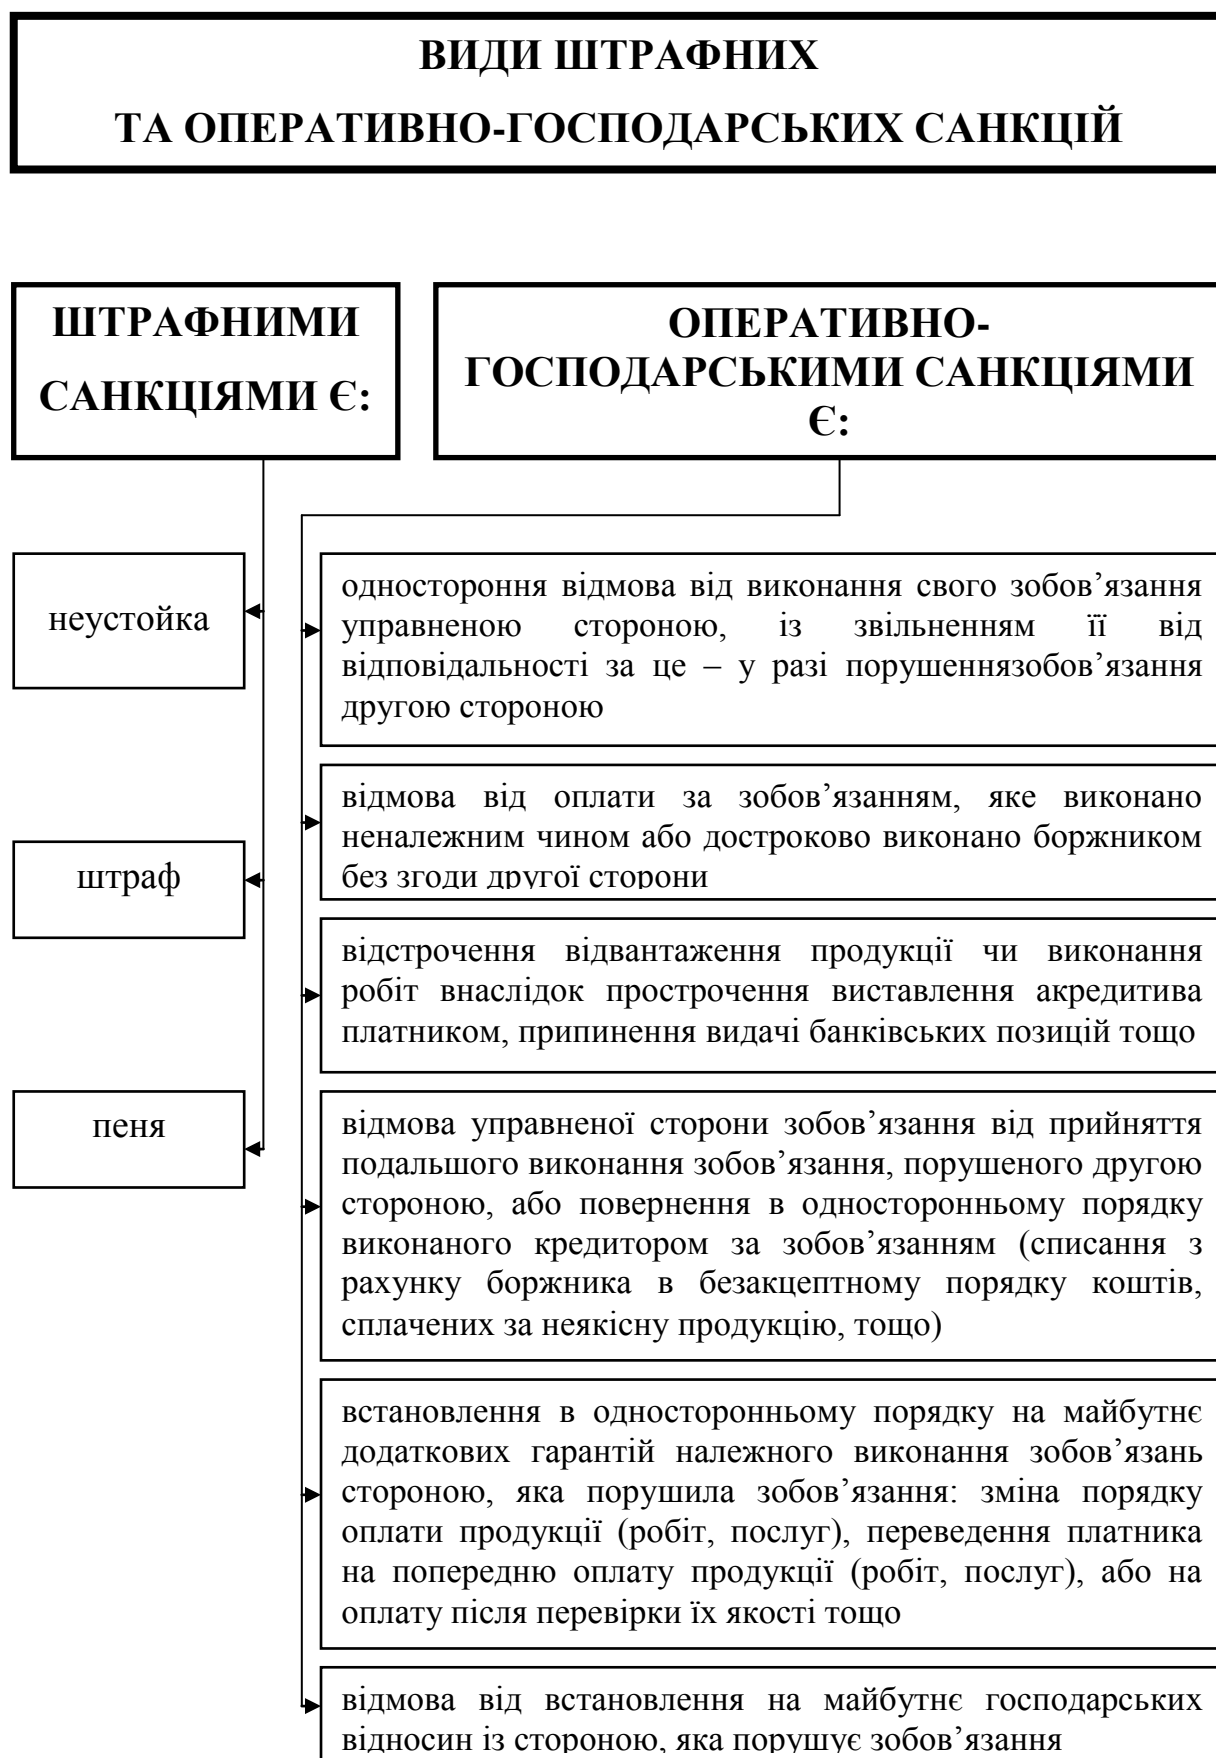 ВИДИ ШТРАФНИХ
ТА ОПЕРАТИВНО-ГОСПОДАРСЬКИХ САНКЦІЙ
ШТРАФНИМИ
САНКЦІЯМИ Є:
неустойка
штраф
пеня
ОПЕРАТИВНО-
ГОСПОДАРСЬКИМИ САНКЦІЯМИ
Є:
одностороння відмова від виконання свого зобов’язання
управненою стороною, із звільненням її від
відповідальності за це – у разі порушеннязобов’язання
другою стороною
відмова від оплати за зобов’язанням, яке виконано
неналежним чином або достроково виконано боржником
без згоди другої сторони
відстрочення відвантаження продукції чи виконання
робіт внаслідок прострочення виставлення акредитива
платником, припинення видачі банківських позицій тощо
відмова управненої сторони зобов’язання від прийняття
подальшого виконання зобов’язання, порушеного другою
стороною, або повернення в односторонньому порядку
виконаного кредитором за зобов’язанням (списання з
рахунку боржника в безакцептному порядку коштів,
сплачених за неякісну продукцію, тощо)
встановлення в односторонньому порядку на майбутнє
додаткових гарантій належного виконання зобов’язань
стороною, яка порушила зобов’язання: зміна порядку
оплати продукції (робіт, послуг), переведення платника
на попередню оплату продукції (робіт, послуг), або на
оплату після перевірки їх якості тощо
відмова від встановлення на майбутнє господарських
відносин із стороною, яка порушує зобов’язання